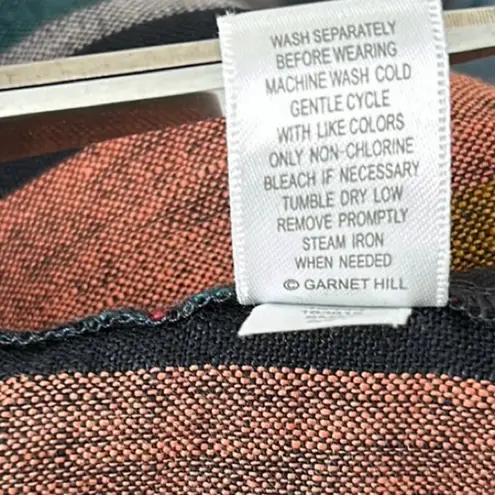 WASH SEPARATELY
BEFORE WEARING
MACHINE WASH COLD
GENTLE CYCLE
WITH LIKE COLORS
ONLY NON-CHLORINE
BLEACH IF NECESSARY
TUMBLE DRY LOW
REMOVE PROMPTLY
STEAM IRON
WHEN NEEDED
© GARNET HILL